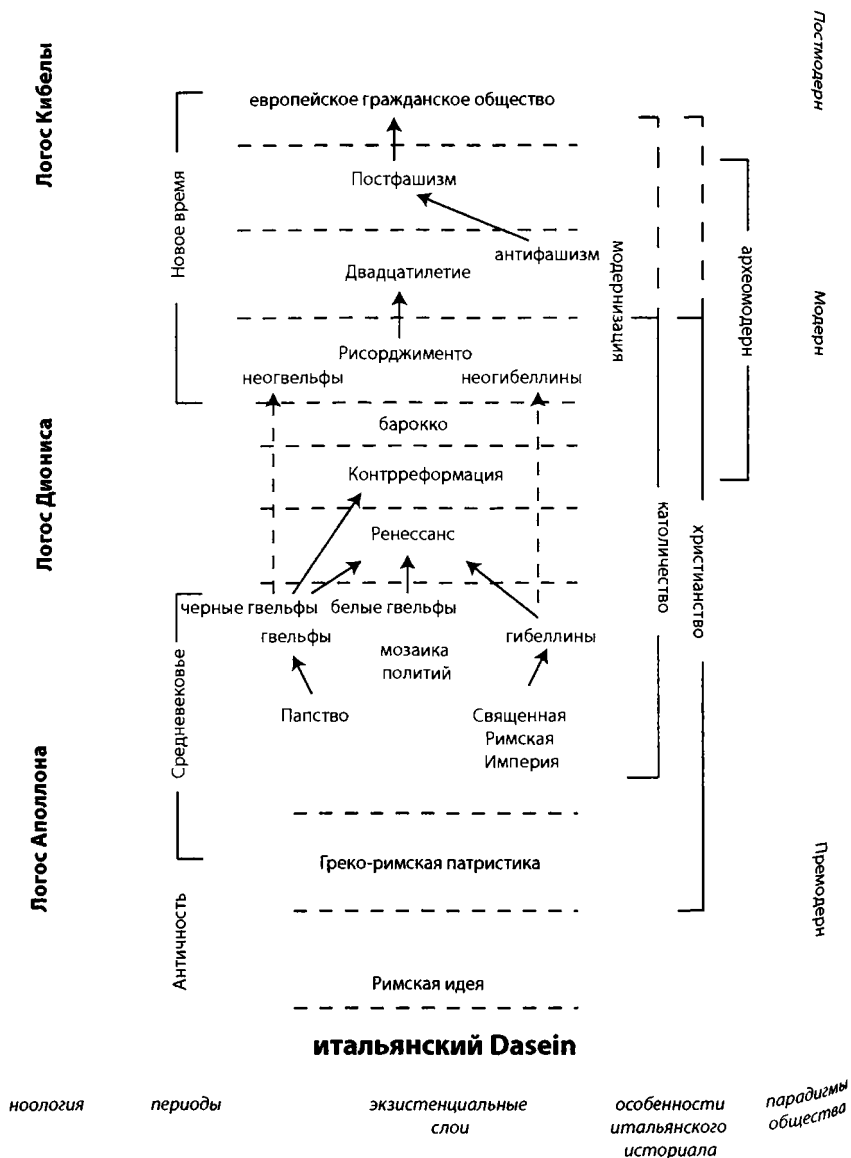 Постмодерн
Логос Кибелы
европейское гражданское общество
Постфашизм
Новое время
антифашизм
модернизация
археомодерн
Двадцатилетие
Модерн
Рисорджименто
неогвельфы
неогибеллины
барокко
Логос Диониса
Контрреформация
католичество
христианство
Ренессанс
черные гвельфы
белые гвельфы
гвельфы
гибеллины
мозаика
политий
Средневековье
Папство
Священная
Римская
Империя
Логос Аполлона
Греко-римская патристика
Премодерн
Античность
Римская идея
итальянский Dasein
ноология
периоды
экзистенциальные
слои
особенности
итальянского
историала
парадигмы
общества